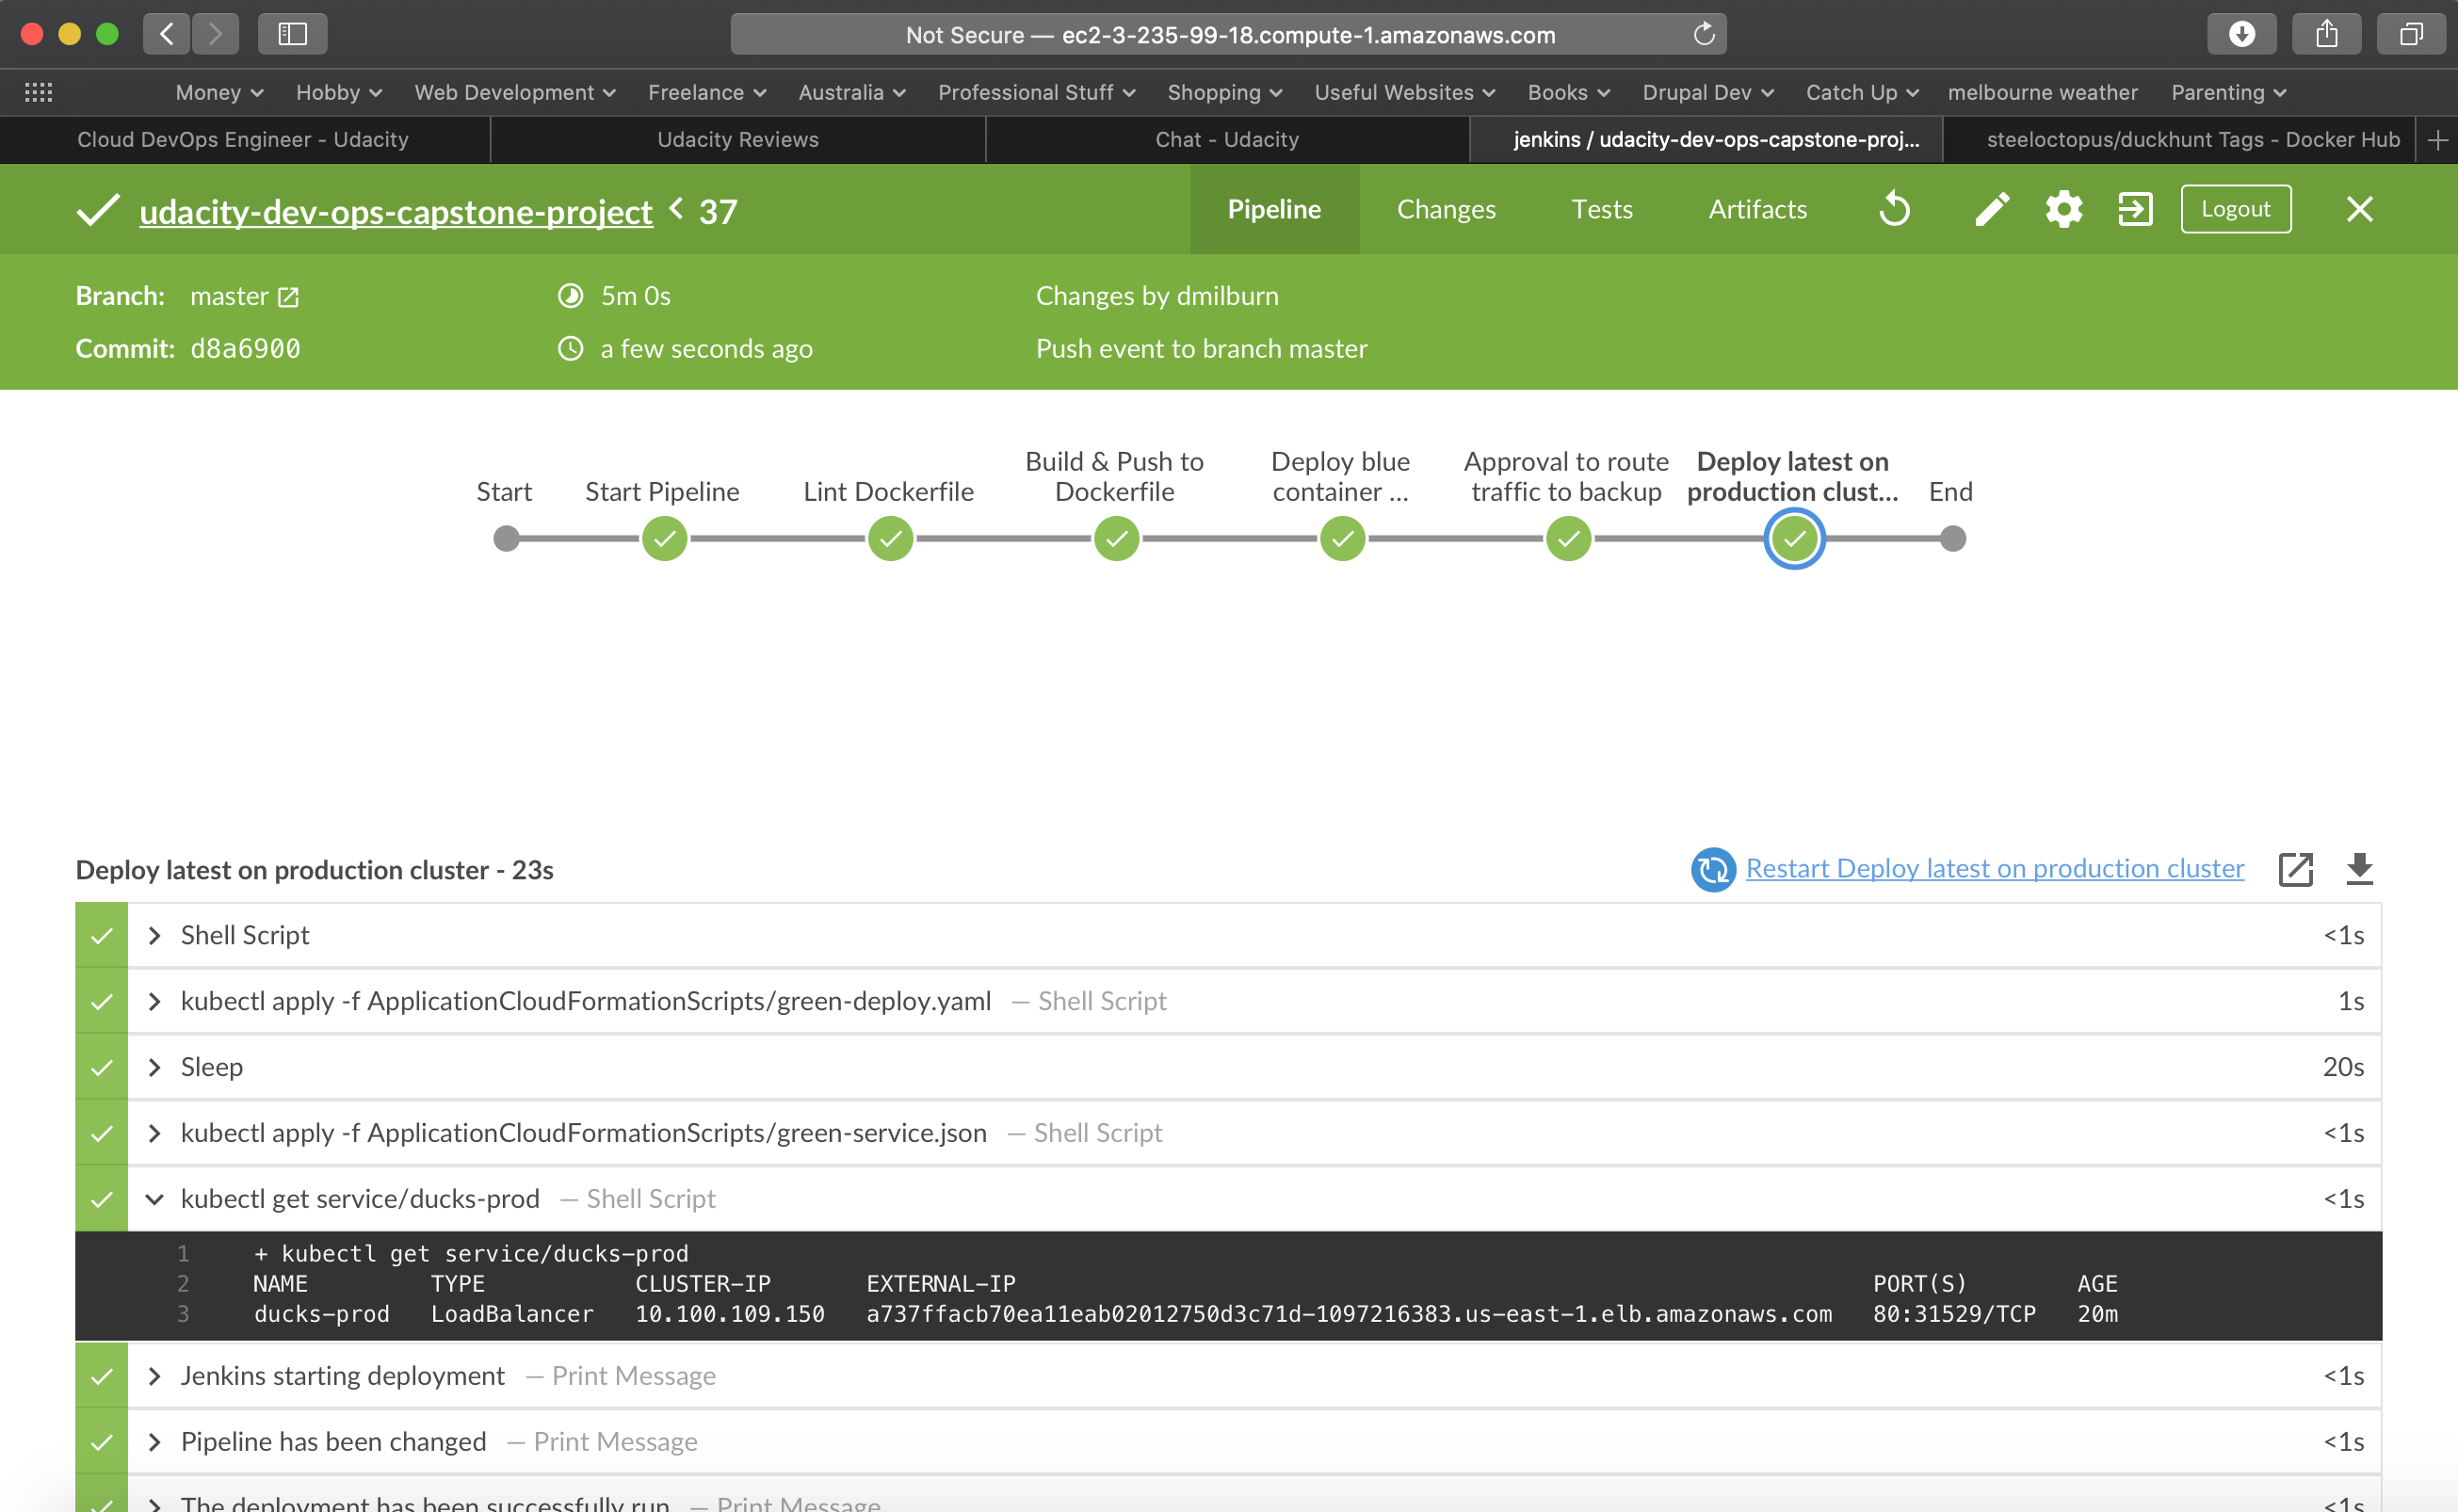 Not Secure — ec2-3-235-99-18.compute-1.amazonaws.com
Money Hobby Web Development Freelance Australia Professional Stuff Shopping Useful Websites Books Drupal Dev Catch Up melbourne weather Parenting
Cloud DevOps Engineer - Udacity Udacity Reviews Chat - Udacity jenkins / udacity-dev-ops-capstone-proj... steeloctopus/duckhunt Tags - Docker Hub
udacity-dev-ops-capstone-project < 37 Pipeline Changes Tests Artifacts Logout
Branch: master 5m 0s Changes by dmilburn
Commit: d8a6900 a few seconds ago Push event to branch master
Start Start Pipeline Lint Dockerfile Build & Push to Dockerfile Deploy blue container ... Approval to route traffic to backup Deploy latest on production clust... End
Deploy latest on production cluster - 23s Restart Deploy latest on production cluster
Shell Script <1s
kubectl apply -f ApplicationCloudFormationScripts/green-deploy.yaml — Shell Script 1s
Sleep 20s
kubectl apply -f ApplicationCloudFormationScripts/green-service.json — Shell Script <1s
kubectl get service/ducks-prod — Shell Script <1s
1 + kubectl get service/ducks-prod
2 NAME TYPE CLUSTER-IP EXTERNAL-IP PORT(S) AGE
3 ducks-prod LoadBalancer 10.100.109.150 a737ffacb70ea11eab02012750d3c71d-1097216383.us-east-1.elb.amazonaws.com 80:31529/TCP 20m
Jenkins starting deployment — Print Message <1s
Pipeline has been changed — Print Message <1s
The deployment has been successfully run — Print Message <1s